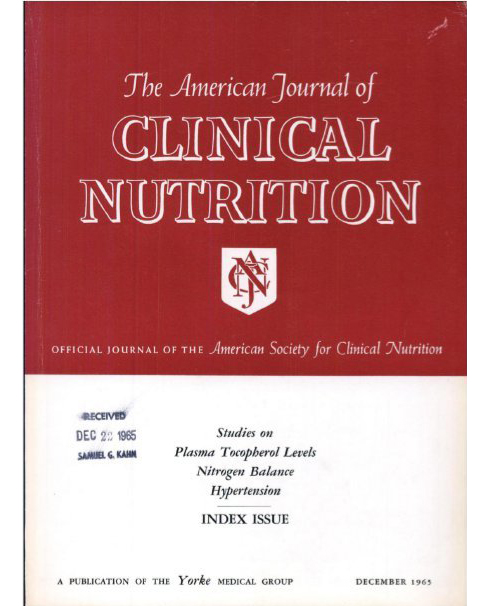 The American Journal of
CLINICAL
NUTRITION
AJCN
OFFICIAL JOURNAL OF THE American Society for Clinical Nutrition
RECEIVED
DEC 1965
SAMUEL G. KAHN
Studies on
Plasma Tocopherol Levels
Nitrogen Balance
Hypertension
INDEX ISSUE
A PUBLICATION OF THE Yorke MEDICAL GROUP
DECEMBER 1965